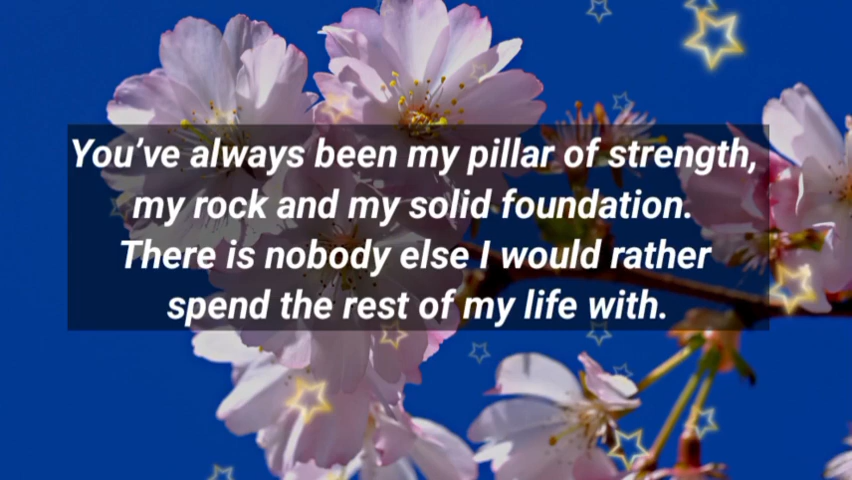 You’ve always been my pillar of strength,
my rock and my solid foundation.
There is nobody else I would rather
spend the rest of my life with.